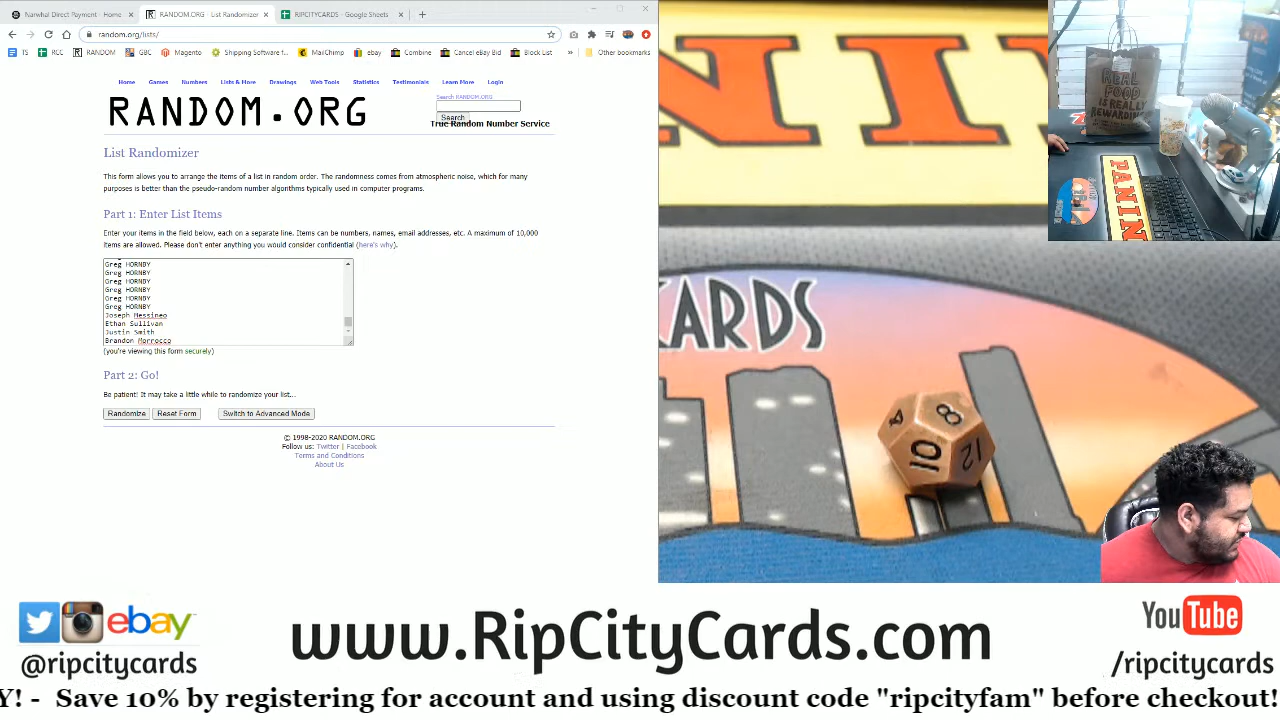 Narwhal Direct Payment - Home
RANDOM.ORG - List Randomizer
RIPCITYCARDS - Google Sheets
random.org/lists/
TS RCC RANDOM GBC Magento Shipping Software f... MailChimp ebay Combine Cancel eBay Bid Block List » Other bookmarks
Home Games Numbers Lists & More Drawings Web Tools Statistics Testimonials Learn More Login
RANDOM.ORG
Search RANDOM.ORG
Search
True Random Number Service
List Randomizer
This form allows you to arrange the items of a list in random order. The randomness comes from atmospheric noise, which for many
purposes is better than the pseudo-random number algorithms typically used in computer programs.
Part 1: Enter List Items
Enter your items in the field below, each on a separate line. Items can be numbers, names, email addresses, etc. A maximum of 10,000
items are allowed. Please don't enter anything you would consider confidential (here's why).
Greg HORNBY
Greg HORNBY
Greg HORNBY
Greg HORNBY
Greg HORNBY
Greg HORNBY
Joseph Messineo
Ethan Sullivan
Justin Smith
Brandon Morrocco
(you're viewing this form securely)
Part 2: Go!
Be patient! It may take a little while to randomize your list...
Randomize Reset Form Switch to Advanced Mode
© 1998-2020 RANDOM.ORG
Follow us: Twitter | Facebook
Terms and Conditions
About Us
REAL
FOOD
IS REALLY
REWARDING
PANINI
CARDS
4 8
10 12
ebay
@ripcitycards
www.RipCityCards.com
YouTube
/ripcitycards
Y! - Save 10% by registering for account and using discount code "ripcityfam" before checkout!